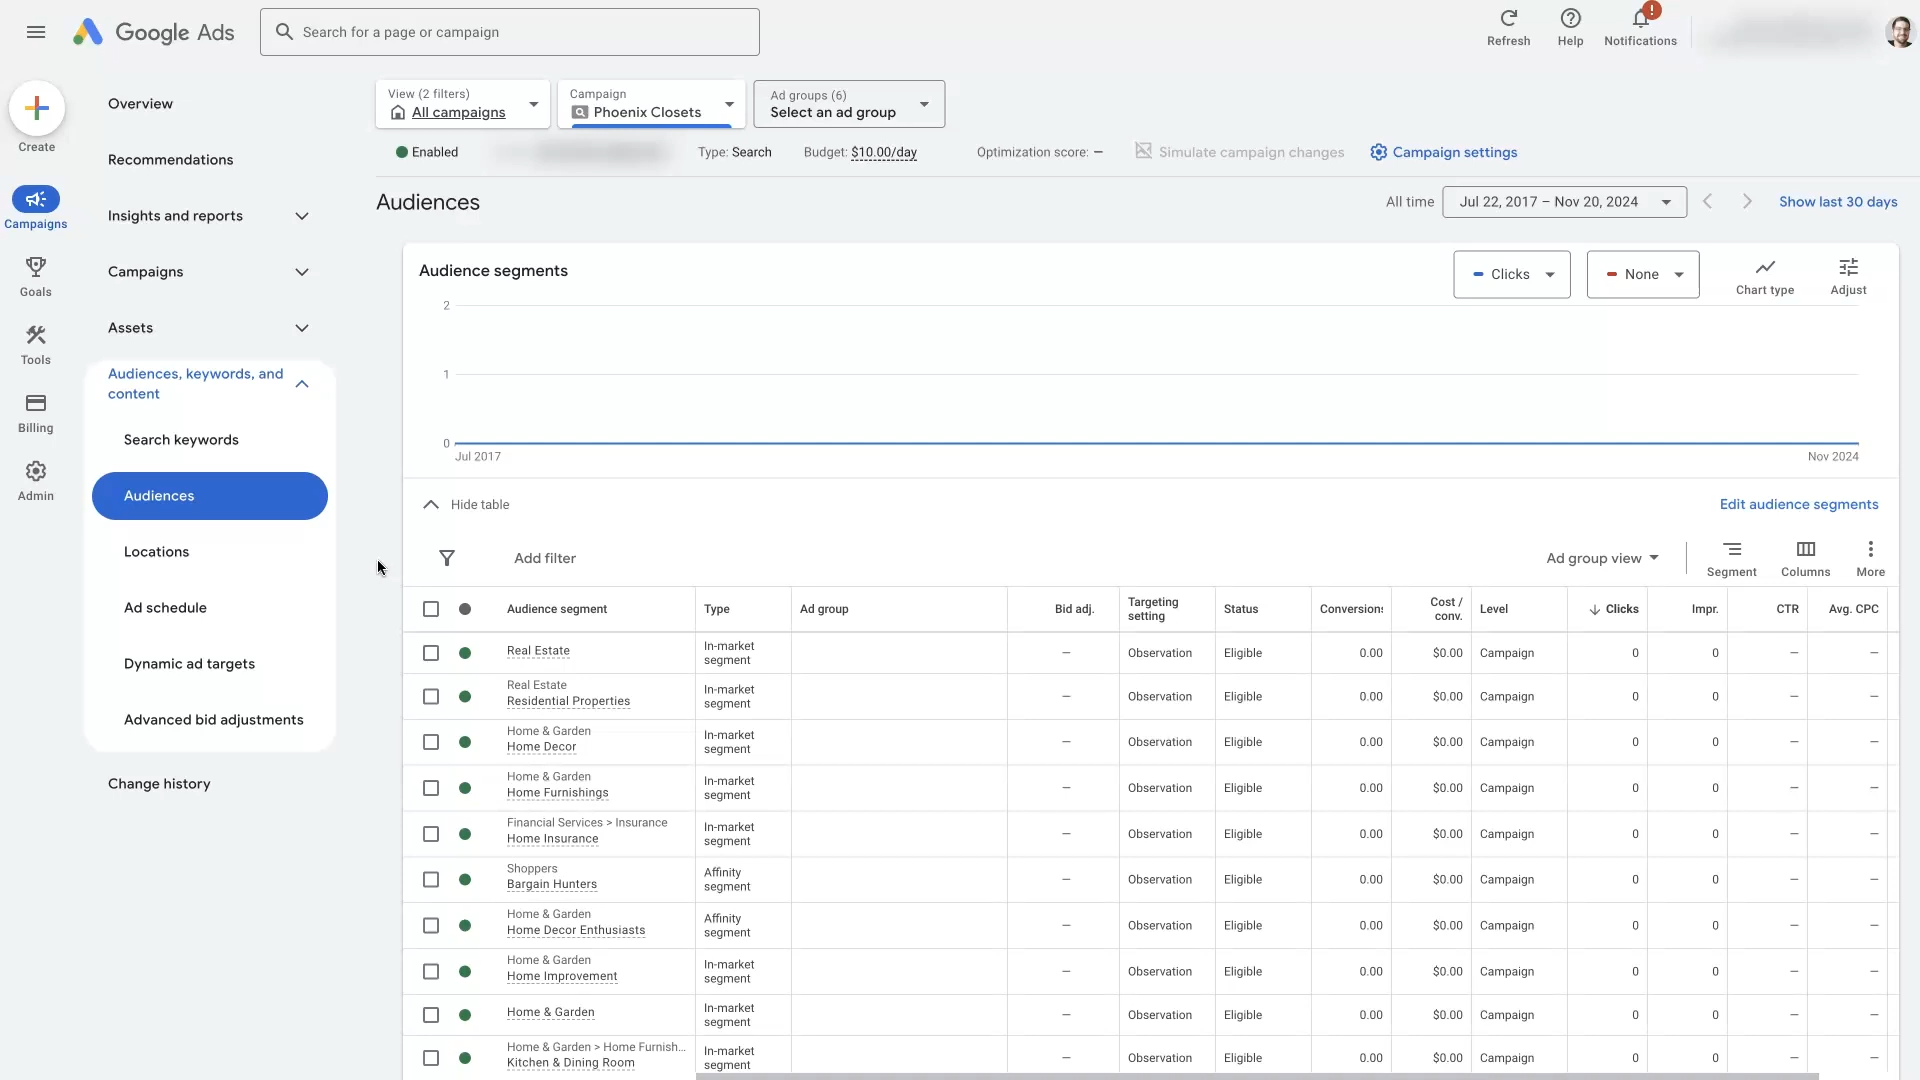 Google Ads
Search for a page or campaign
Refresh
Help
!
Notifications
Create
Campaigns
Goals
Tools
Billing
Admin
Overview
Recommendations
Insights and reports
Campaigns
Assets
Audiences, keywords, and
content
Search keywords
Audiences
Locations
Ad schedule
Dynamic ad targets
Advanced bid adjustments
Change history
View (2 filters)
All campaigns
Campaign
Phoenix Closets
Ad groups (6)
Select an ad group
Enabled
Type: Search
Budget: $10.00/day
Optimization score: –
Simulate campaign changes
Campaign settings
Audiences
All time
Jul 22, 2017 – Nov 20, 2024
Show last 30 days
Audience segments
Clicks
None
Chart type
Adjust
2
1
0
Jul 2017
Nov 2024
Hide table
Edit audience segments
Add filter
Ad group view
Segment
Columns
More
Audience segment Type Ad group Bid adj. Targeting setting Status Conversions Cost / conv. Level Clicks Impr. CTR Avg. CPC
Real Estate In-market segment – Observation Eligible 0.00 $0.00 Campaign 0 0 – –
Real Estate
Residential Properties In-market segment – Observation Eligible 0.00 $0.00 Campaign 0 0 – –
Home & Garden
Home Decor In-market segment – Observation Eligible 0.00 $0.00 Campaign 0 0 – –
Home & Garden
Home Furnishings In-market segment – Observation Eligible 0.00 $0.00 Campaign 0 0 – –
Financial Services > Insurance
Home Insurance In-market segment – Observation Eligible 0.00 $0.00 Campaign 0 0 – –
Shoppers
Bargain Hunters Affinity segment – Observation Eligible 0.00 $0.00 Campaign 0 0 – –
Home & Garden
Home Decor Enthusiasts Affinity segment – Observation Eligible 0.00 $0.00 Campaign 0 0 – –
Home & Garden
Home Improvement In-market segment – Observation Eligible 0.00 $0.00 Campaign 0 0 – –
Home & Garden In-market segment – Observation Eligible 0.00 $0.00 Campaign 0 0 – –
Home & Garden > Home Furnish...
Kitchen & Dining Room In-market segment – Observation Eligible 0.00 $0.00 Campaign 0 0 – –